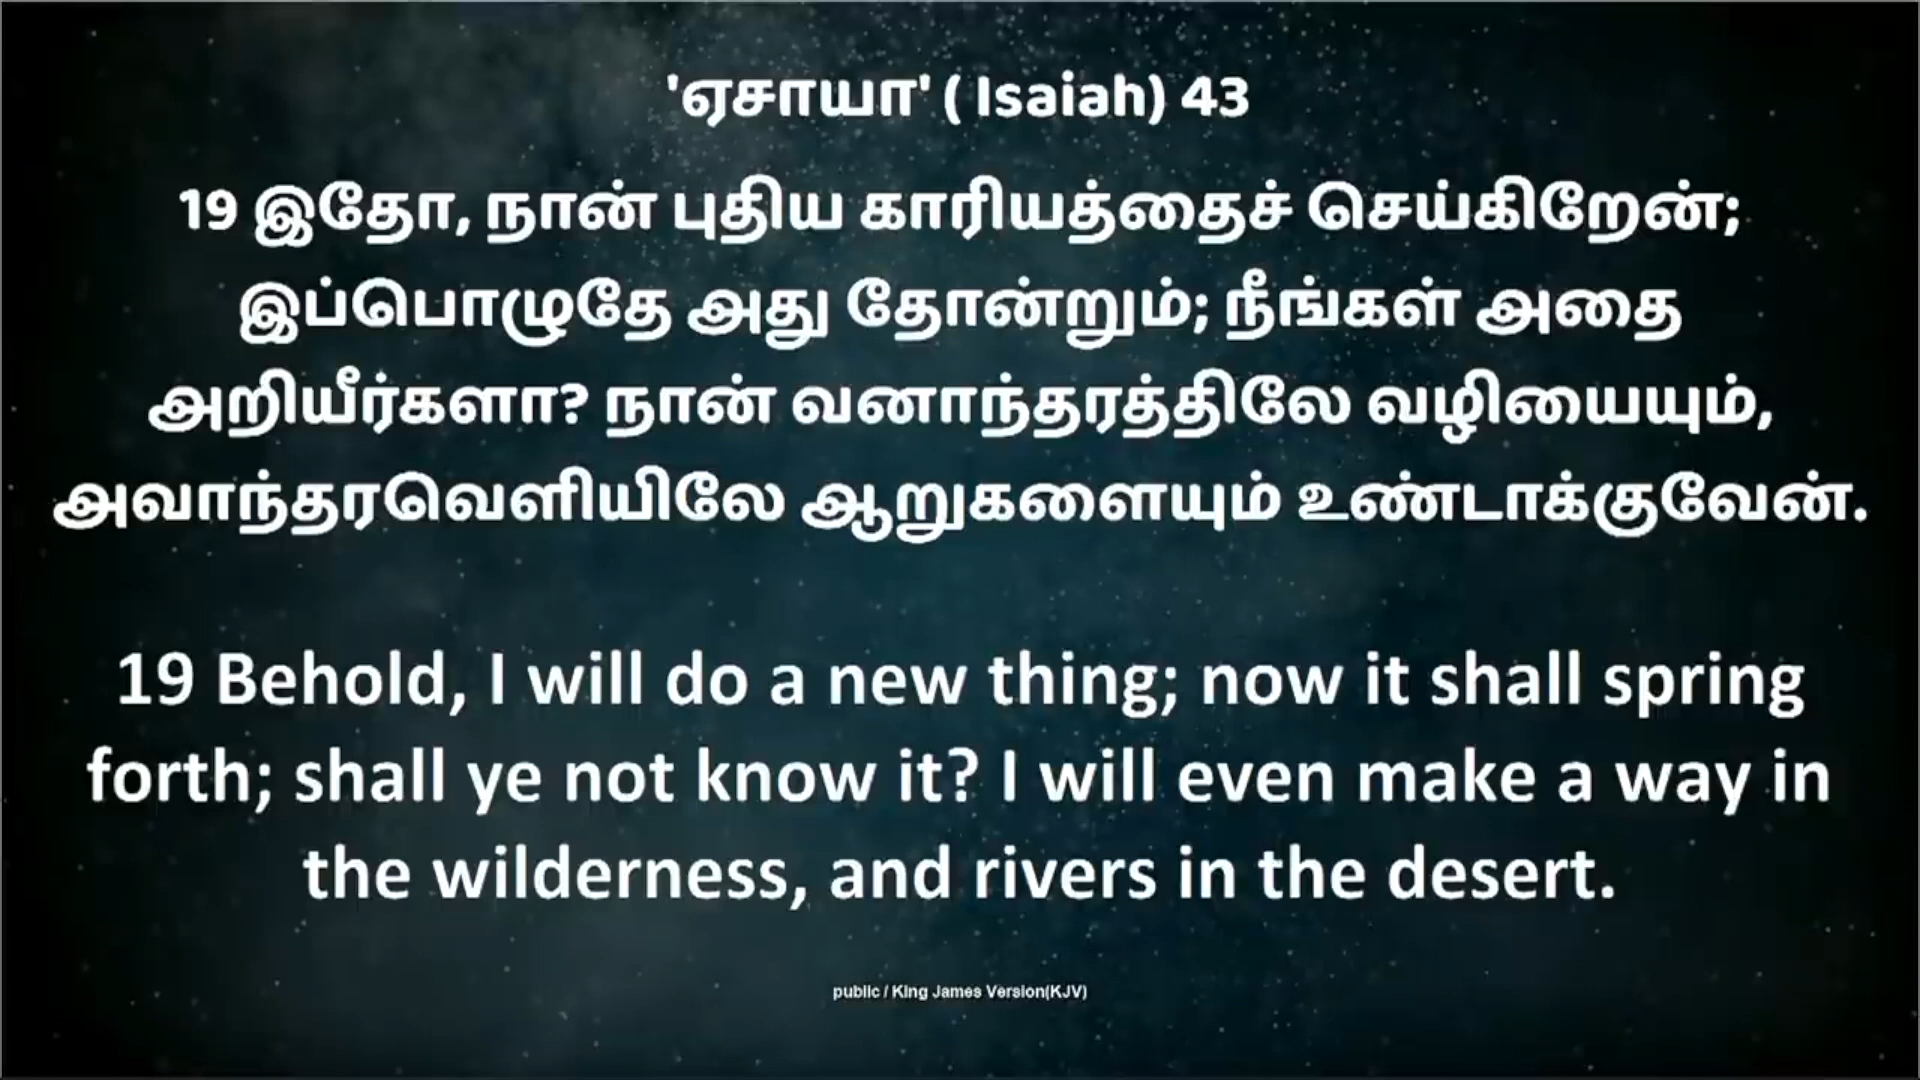 'ஏசாயா' ( Isaiah) 43
19 இதோ, நான் புதிய காரியத்தைச் செய்கிறேன்;
இப்பொழுதே அது தோன்றும்; நீங்கள் அதை
அறியீர்களா? நான் வனாந்தரத்திலே வழியையும்,
அவாந்தரவெளியிலே ஆறுகளையும் உண்டாக்குவேன்.
19 Behold, I will do a new thing; now it shall spring
forth; shall ye not know it? I will even make a way in
the wilderness, and rivers in the desert.
public / King James Version(KJV)